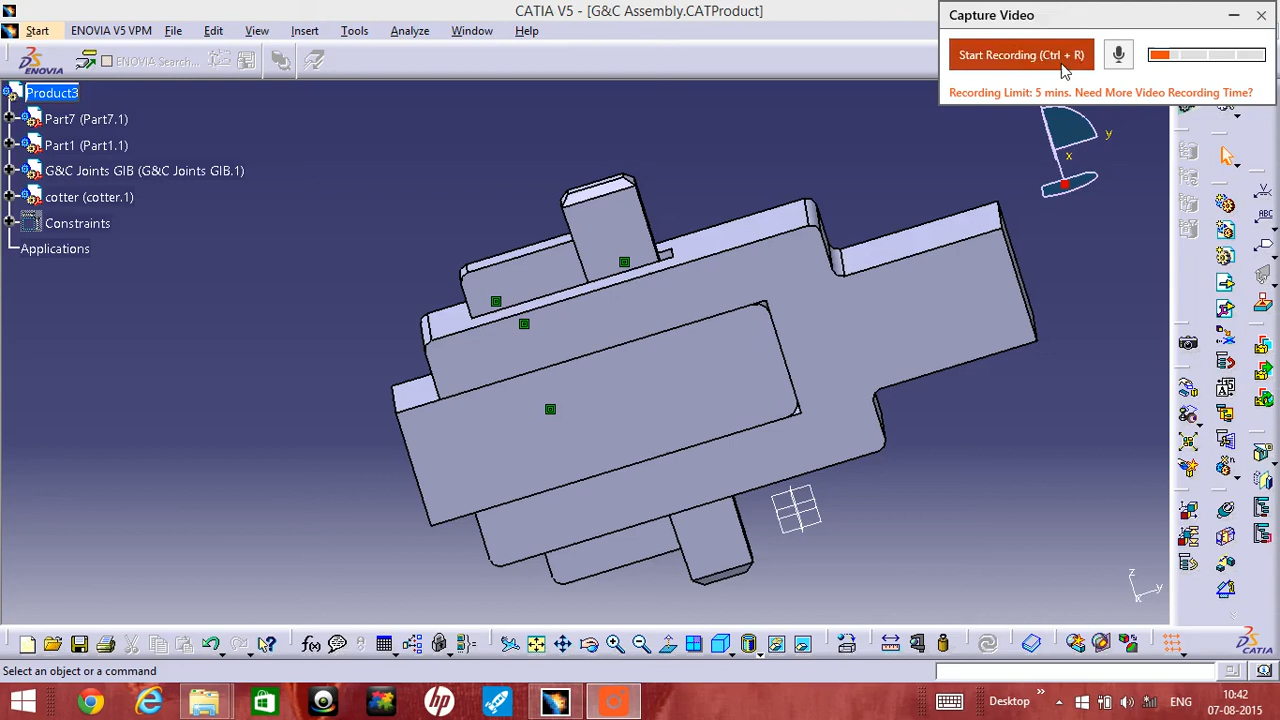 CATIA V5 - [G&C Assembly.CATProduct]
Capture Video
Start
ENOVIA V5 VPM
File
Edit
View
Insert
Tools
Analyze
Window
Help
Start Recording (Ctrl + R)
Recording Limit: 5 mins. Need More Video Recording Time?
ENOVIA
ENOVIA Search...
Product3
Part7 (Part7.1)
Part1 (Part1.1)
G&C Joints GIB (G&C Joints GIB.1)
cotter (cotter.1)
Constraints
Applications
y
x
z
y
x
f(x)
CATIA
Select an object or a command
hp
Desktop
ENG
10:42
07-08-2015